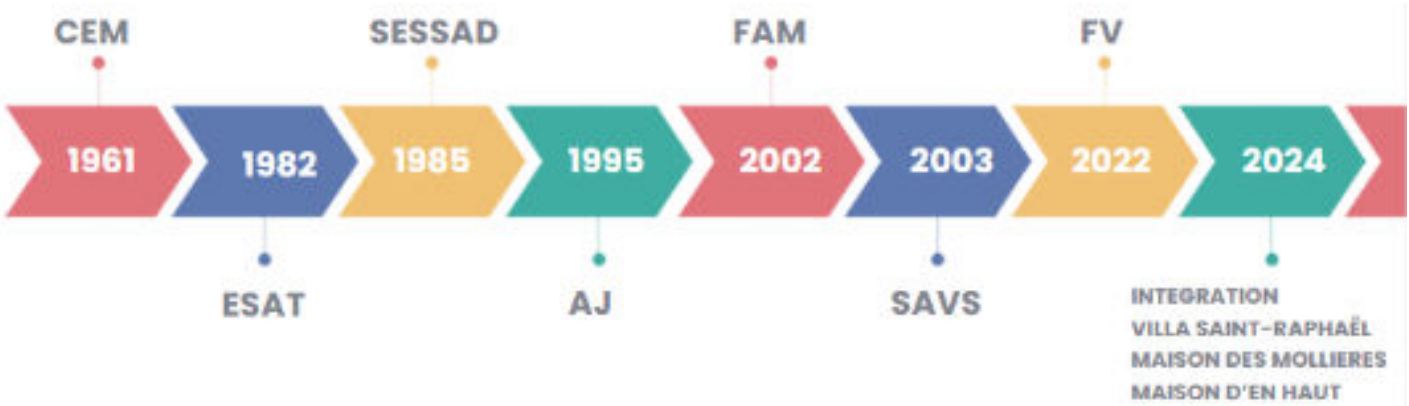 CEM
SESSAD
FAM
FV
1961
1982
1985
1995
2002
2003
2022
2024
ESAT
AJ
SAVS
INTEGRATION
VILLA SAINT-RAPHAËL
MAISON DES MOLLIERES
MAISON D'EN HAUT